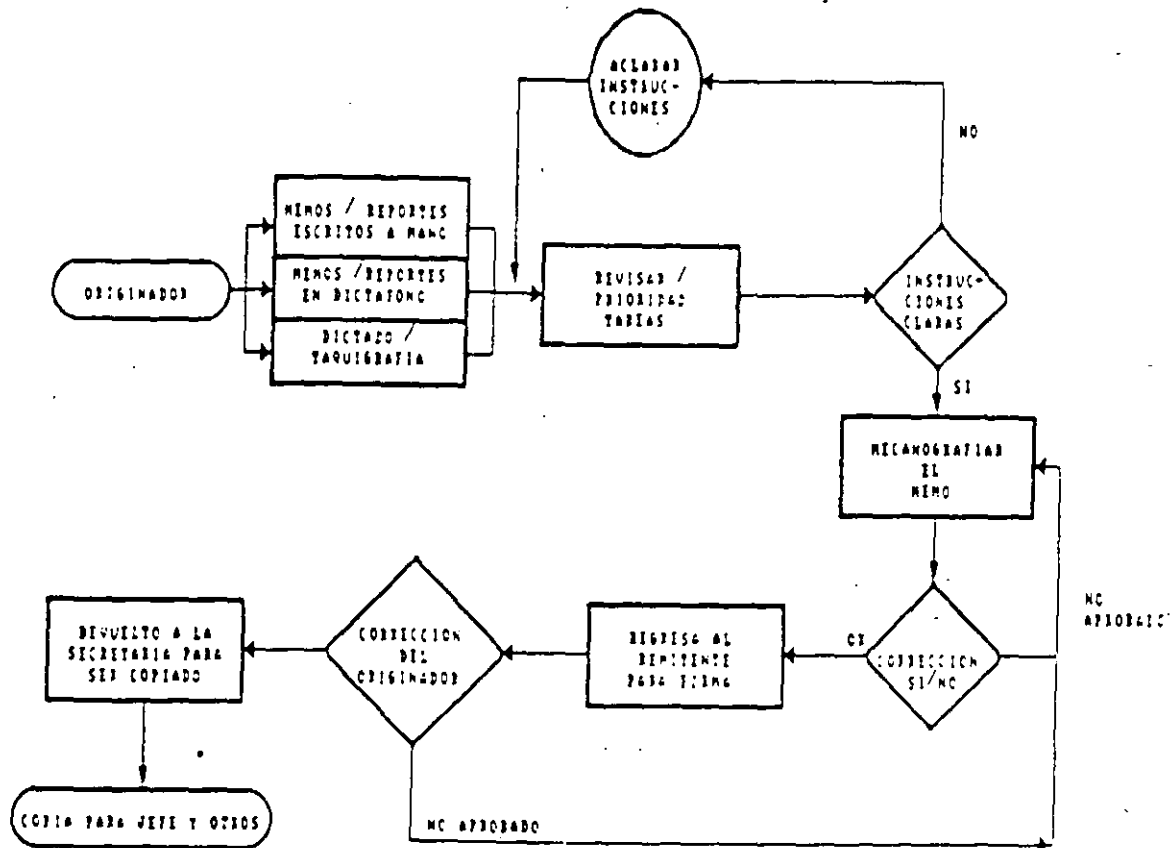 ACLARAR
INSTRUC-
CIONES
NO
MEMOS / REPORTES
ESCRITOS A MANO
ORIGINADOR
MEMOS / REPORTES
EN DICTAFONO
DICTADO /
TAQUIGRAFIA
REVISAR /
PRIORIDAD
TAREAS
INSTRUC-
CIONES
CLARAS
SI
MECANOGRAFIAR
EL
MEMO
NO
APROBADO
DEVUELTO A LA
SECRETARIA PARA
SER COPIADO
CORRECCION
DEL
ORIGINADOR
REGRESA AL
REMITENTE
PARA FIRMA
OK
CORRECCION
SI/NO
COPIA PARA JEFE Y OTROS
NO APROBADO